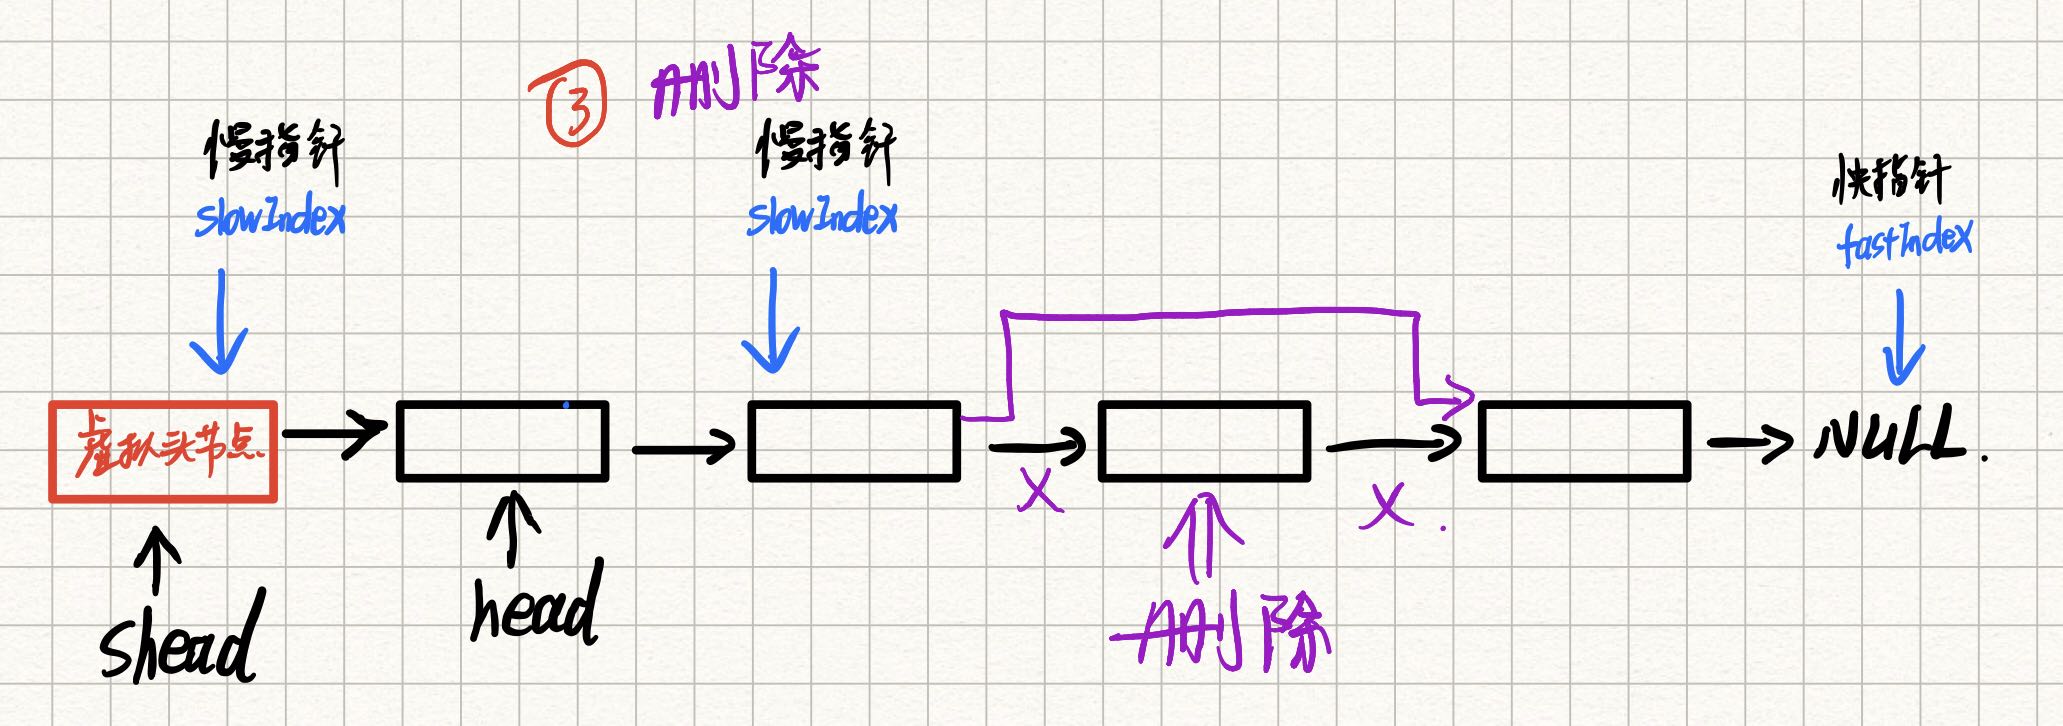 ③ 删除
慢指针
slowIndex
慢指针
slowIndex
快指针
fastIndex
虚拟头节点
NULL.
X
X.
shead
head
删除